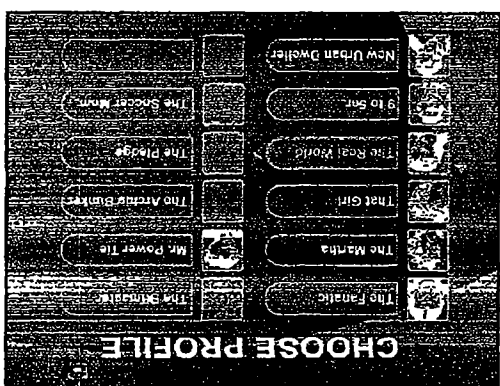 CHOOSE PROFILE
The Fanatic
The Martha
That Girl
The Real World
9 to 5er
New Urban Dweller
The
Mr. Power Tie
The Archie Bunker
The Pledge
The Soccer Mom